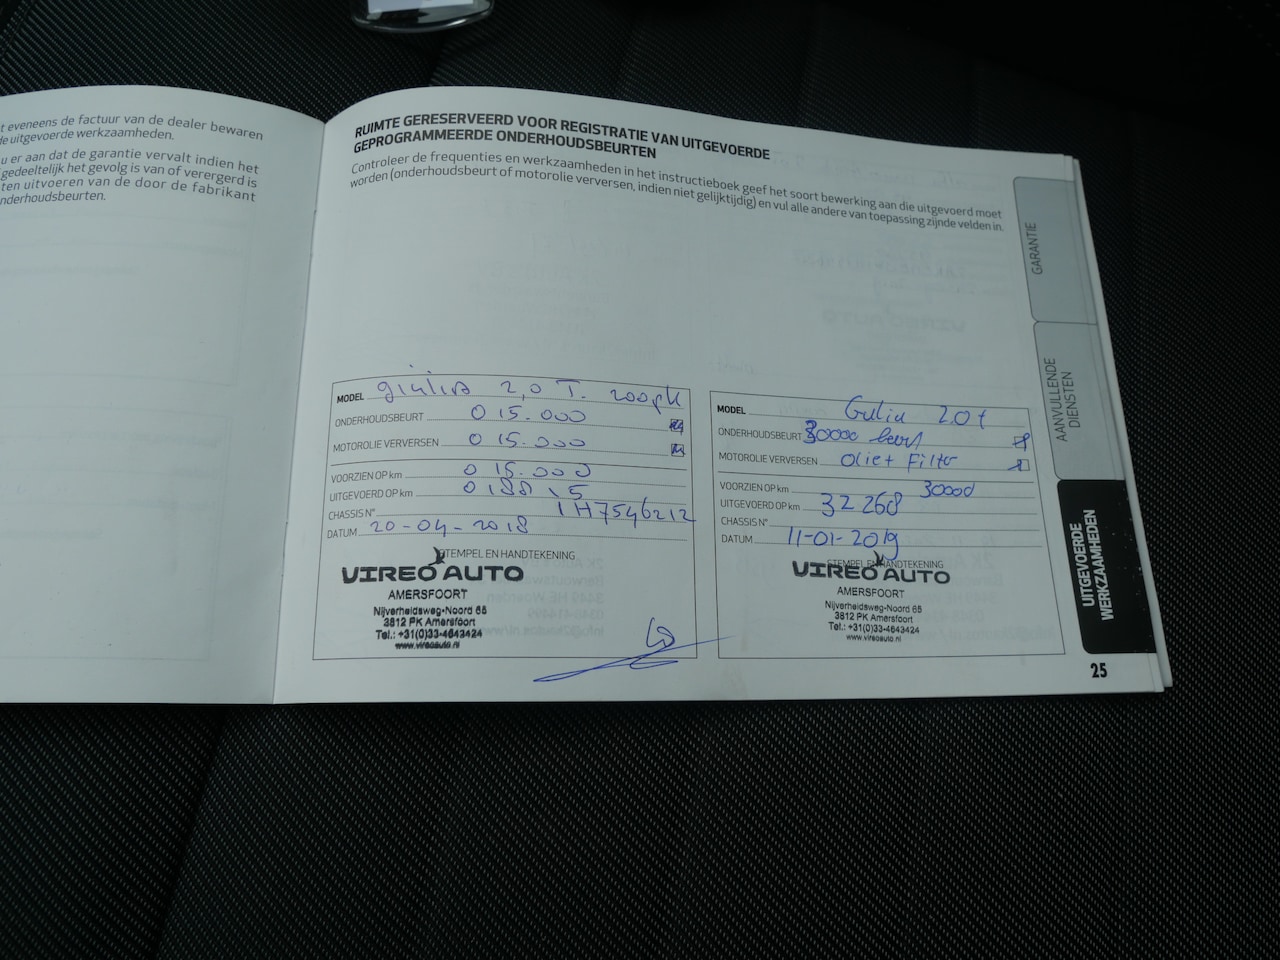 t eveneens de factuur van de dealer bewaren
de uitgevoerde werkzaamheden.
u er aan dat de garantie vervalt indien het
gedeeltelijk het gevolg is van of verergerd is
ten uitvoeren van de door de fabrikant
nderhoudsbeurten.
RUIMTE GERESERVEERD VOOR REGISTRATIE VAN UITGEVOERDE
GEPROGRAMMEERDE ONDERHOUDSBEURTEN
Controleer de frequenties en werkzaamheden in het instructieboek geef het soort bewerking aan die uitgevoerd moet
worden (onderhoudsbeurt of motorolie verversen, indien niet gelijktijdig) en vul alle andere van toepassing zijnde velden in.
MODEL giulia 2,0 T. 200pk
ONDERHOUDSBEURT 0 15.000
MOTOROLIE VERVERSEN 0 15.000
VOORZIEN OP km 0 15.000
UITGEVOERD OP km
CHASSIS N° 1H7546212
DATUM 20-04-2018
STEMPEL EN HANDTEKENING
VIREO AUTO
AMERSFOORT
Nijverheidsweg-Noord 65
3812 PK Amersfoort
Tel.: +31(0)33-4643424
www.vireoauto.nl
MODEL Gulia 2.0 t
ONDERHOUDSBEURT 30000 beurt
MOTOROLIE VERVERSEN olie+ Filter
VOORZIEN OP km 30000
UITGEVOERD OP km 32268
CHASSIS N°
DATUM 11-01-2019
STEMPEL EN HANDTEKENING
VIREO AUTO
AMERSFOORT
Nijverheidsweg-Noord 65
3812 PK Amersfoort
Tel.: +31(0)33-4643424
www.vireoauto.nl
GARANTIE
AANVULLENDE
DIENSTEN
UITGEVOERDE
WERKZAAMHEDEN
25